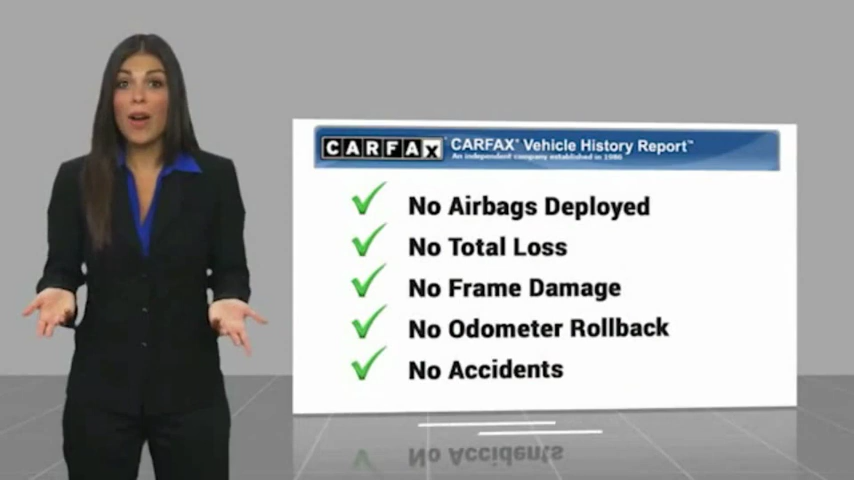 CARFAX CARFAX® Vehicle History Report™
An independent company established in 1986
No Airbags Deployed
No Total Loss
No Frame Damage
No Odometer Rollback
No Accidents
No Accidents